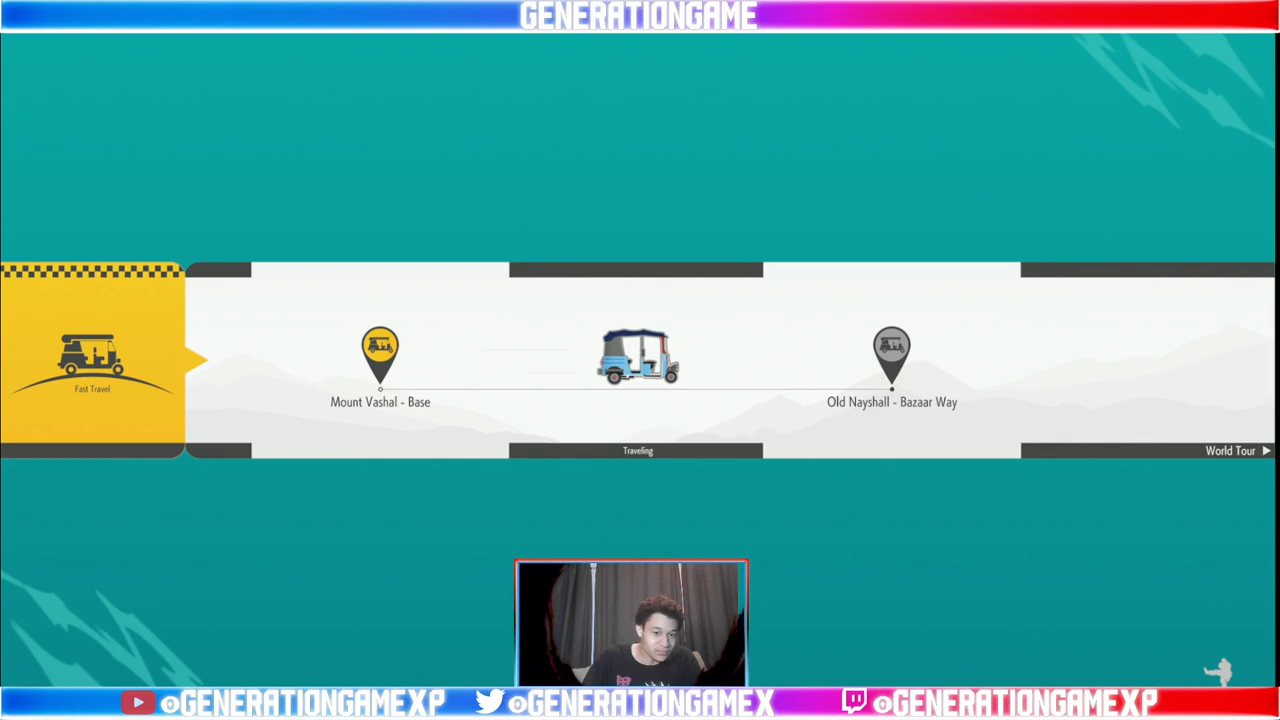 GENERATIONGAME
Fast Travel
Mount Vashal - Base
Old Nayshall - Bazaar Way
Traveling
World Tour
@GENERATIONGAMEXP
@GENERATIONGAMEX
@GENERATIONGAMEXP